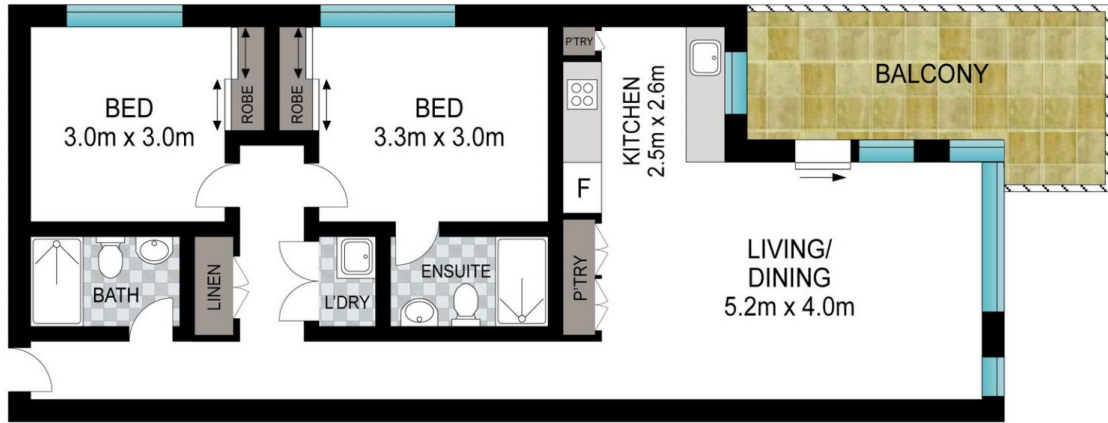 BED
3.0m x 3.0m
ROBE
ROBE
BED
3.3m x 3.0m
P'TRY
KITCHEN
2.5m x 2.6m
F
BALCONY
BATH
LINEN
L'DRY
ENSUITE
P'TRY
LIVING/
DINING
5.2m x 4.0m